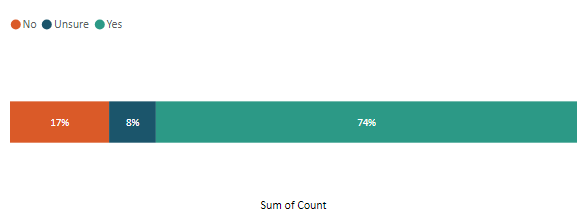 No Unsure Yes
17% 8% 74%
Sum of Count